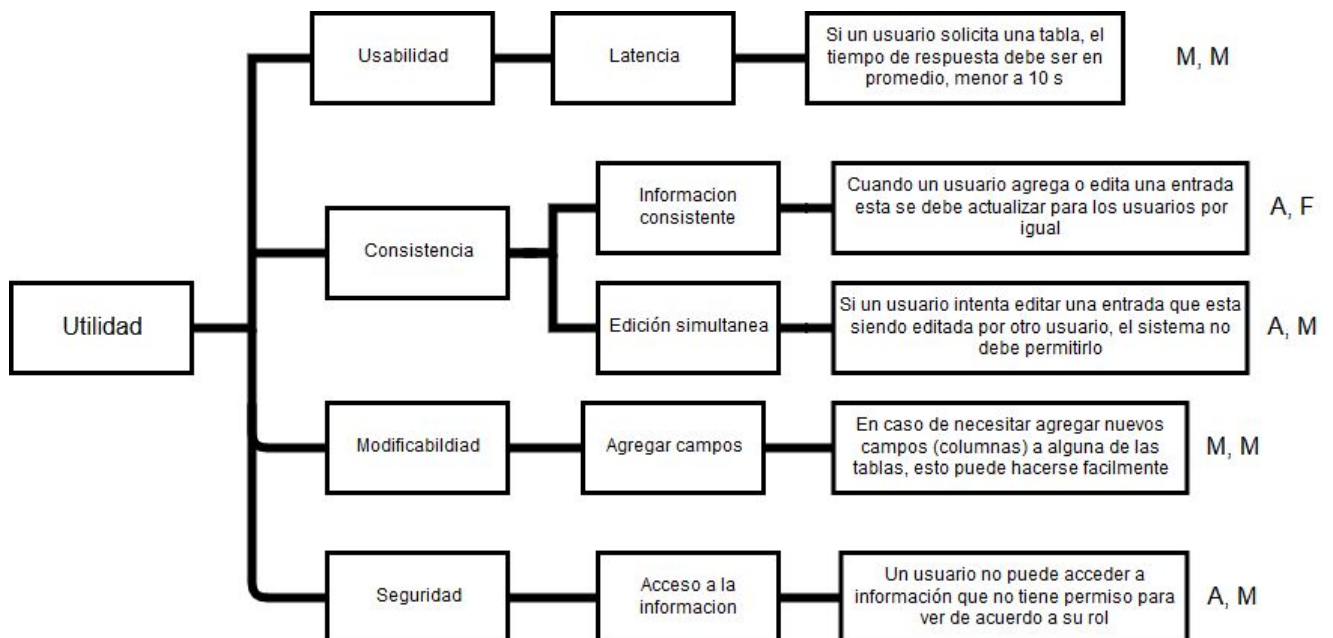 Utilidad
Usabilidad
Latencia
Si un usuario solicita una tabla, el
tiempo de respuesta debe ser en
promedio, menor a 10 s
M, M
Consistencia
Informacion
consistente
Cuando un usuario agrega o edita una entrada
esta se debe actualizar para los usuarios por
igual
A, F
Edición simultanea
Si un usuario intenta editar una entrada que esta
siendo editada por otro usuario, el sistema no
debe permitirlo
A, M
Modificabildiad
Agregar campos
En caso de necesitar agregar nuevos
campos (columnas) a alguna de las
tablas, esto puede hacerse facilmente
M, M
Seguridad
Acceso a la
informacion
Un usuario no puede acceder a
información que no tiene permiso para
ver de acuerdo a su rol
A, M